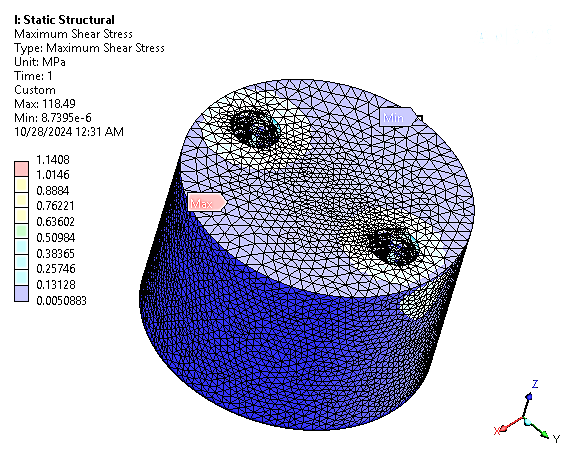 I: Static Structural
Maximum Shear Stress
Type: Maximum Shear Stress
Unit: MPa
Time: 1
Custom
Max: 118.49
Min: 8.7395e-6
10/28/2024 12:31 AM
1.1408
1.0146
0.8884
0.76221
0.63602
0.50984
0.38365
0.25746
0.13128
0.0050883
Min
Max
Z
X
Y